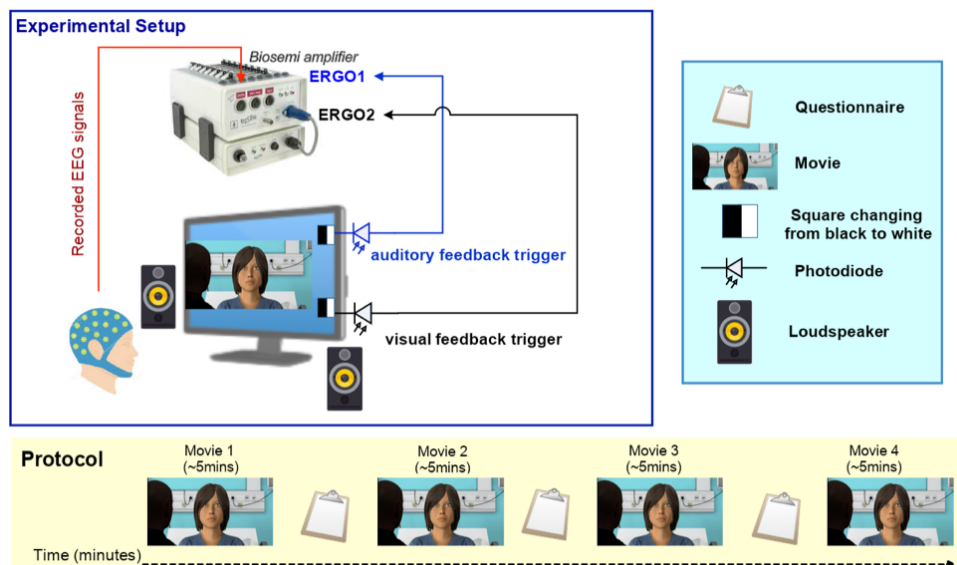 Experimental Setup
Biosemi amplifier
ERGO1
ERGO2
Recorded EEG signals
auditory feedback trigger
visual feedback trigger
Questionnaire
Movie
Square changing
from black to white
Photodiode
Loudspeaker
Protocol
Movie 1
(~5mins)
Movie 2
(~5mins)
Movie 3
(~5mins)
Movie 4
(~5mins)
Time (minutes)